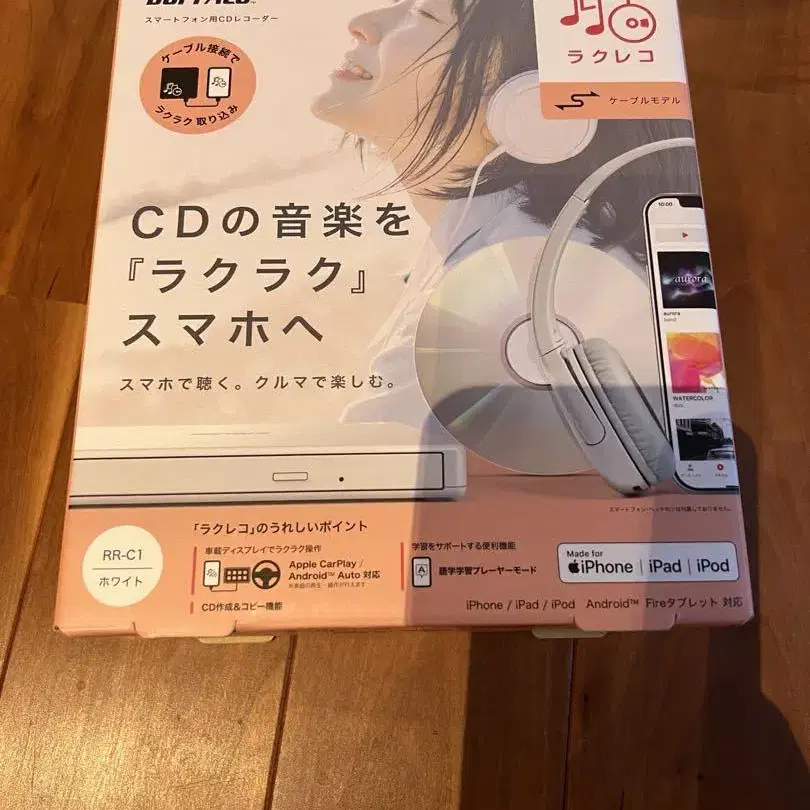 BUFFALO
スマートフォン用CDレコーダー
ケーブル接続で
ラクラク取り込み
ラクレコ
ケーブルモデル
CDの音楽を
『ラクラク』
スマホへ
スマホで聴く。クルマで楽しむ。
10:00
aurora
aurora
WATERCOLOR
「ラクレコ」のうれしいポイント
RR-C1
ホワイト
車載ディスプレイでラクラク操作
Apple CarPlay /
Android™ Auto 対応
CD作成&コピー機能
学習をサポートする便利機能
A
語学学習プレーヤーモード
Made for
iPhone | iPad | iPod
iPhone / iPad / iPod Android™ Fireタブレット 対応